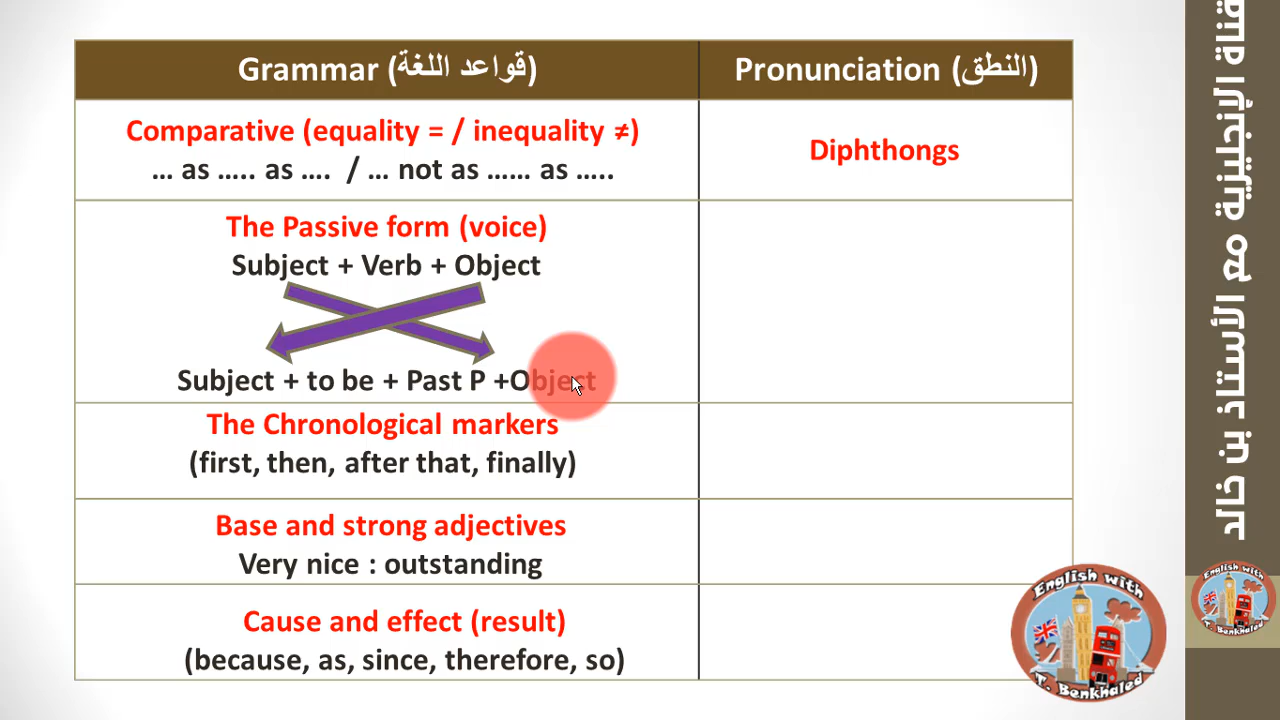 Grammar (قواعد اللغة)
Pronunciation (النطق)
Comparative (equality = / inequality ≠)
… as ….. as …. / … not as …… as …..
Diphthongs
The Passive form (voice)
Subject + Verb + Object
Subject + to be + Past P +Object
The Chronological markers
(first, then, after that, finally)
Base and strong adjectives
Very nice : outstanding
Cause and effect (result)
(because, as, since, therefore, so)
قناة الإنجليزية مع الأستاذ بن خالد
English with
T. Benkhaled
English with
T. Benkhaled